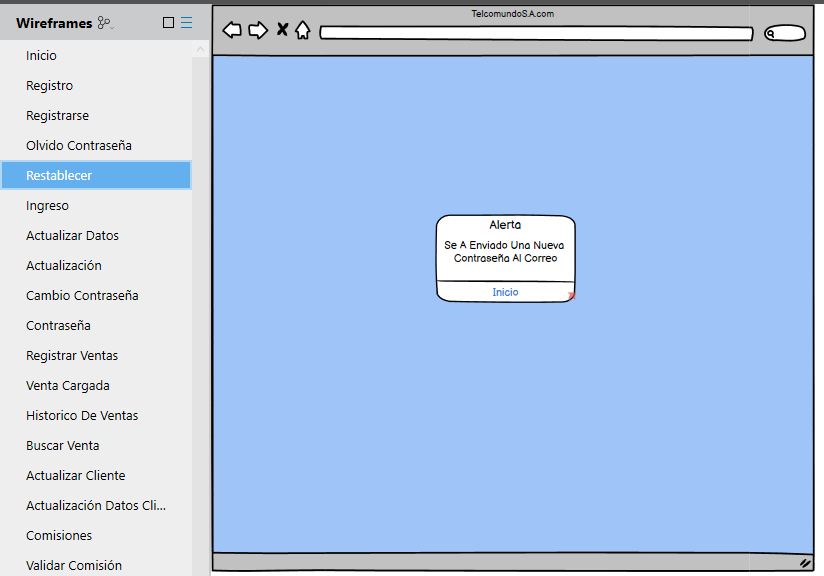 Wireframes
Inicio
Registro
Registrarse
Olvido Contraseña
Restablecer
Ingreso
Actualizar Datos
Actualización
Cambio Contraseña
Contraseña
Registrar Ventas
Venta Cargada
Historico De Ventas
Buscar Venta
Actualizar Cliente
Actualización Datos Cli...
Comisiones
Validar Comisión
TelcomundoS.A.com
Alerta
Se A Enviado Una Nueva
Contraseña Al Correo
Inicio